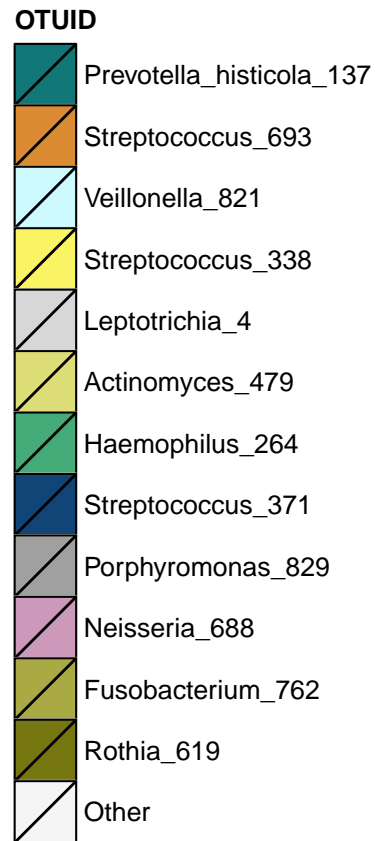 OTUID
Prevotella_histicola_137
Streptococcus_693
Veillonella_821
Streptococcus_338
Leptotrichia_4
Actinomyces_479
Haemophilus_264
Streptococcus_371
Porphyromonas_829
Neisseria_688
Fusobacterium_762
Rothia_619
Other